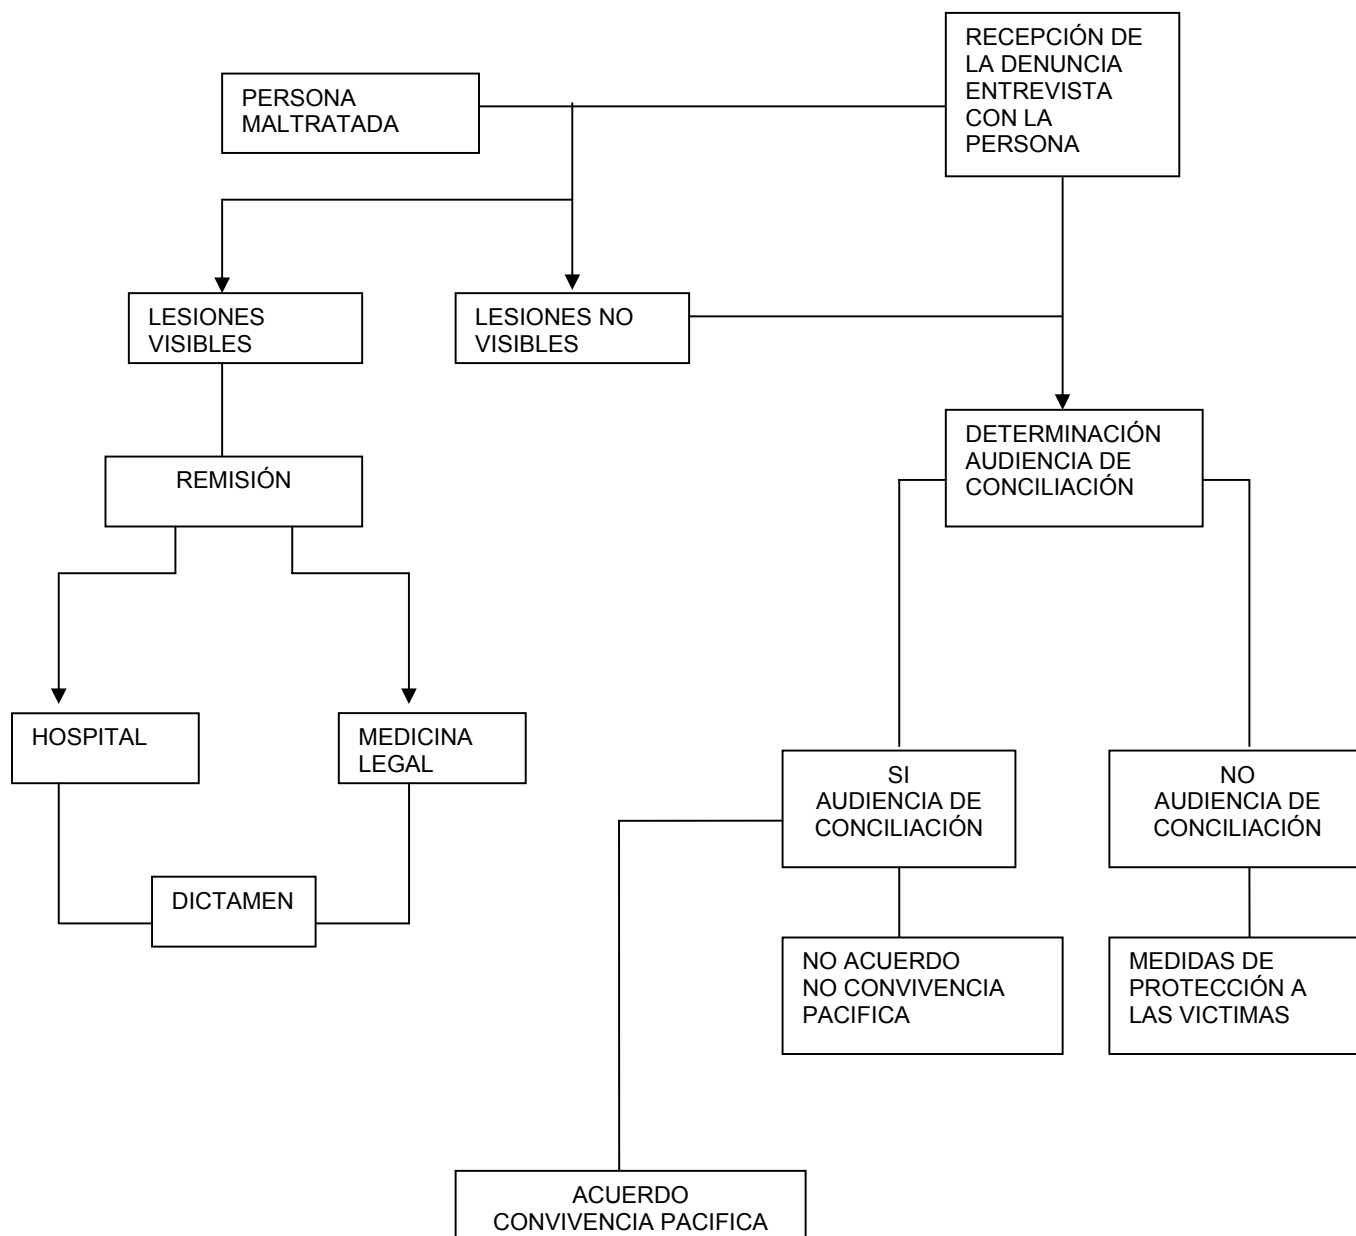 RECEPCIÓN DE
LA DENUNCIA
ENTREVISTA
CON LA
PERSONA
PERSONA
MALTRATADA
LESIONES
VISIBLES
LESIONES NO
VISIBLES
DETERMINACIÓN
AUDIENCIA DE
CONCILIACIÓN
REMISIÓN
HOSPITAL
MEDICINA
LEGAL
SI
AUDIENCIA DE
CONCILIACIÓN
NO
AUDIENCIA DE
CONCILIACIÓN
DICTAMEN
NO ACUERDO
NO CONVIVENCIA
PACIFICA
MEDIDAS DE
PROTECCIÓN A
LAS VICTIMAS
ACUERDO
CONVIVENCIA PACIFICA